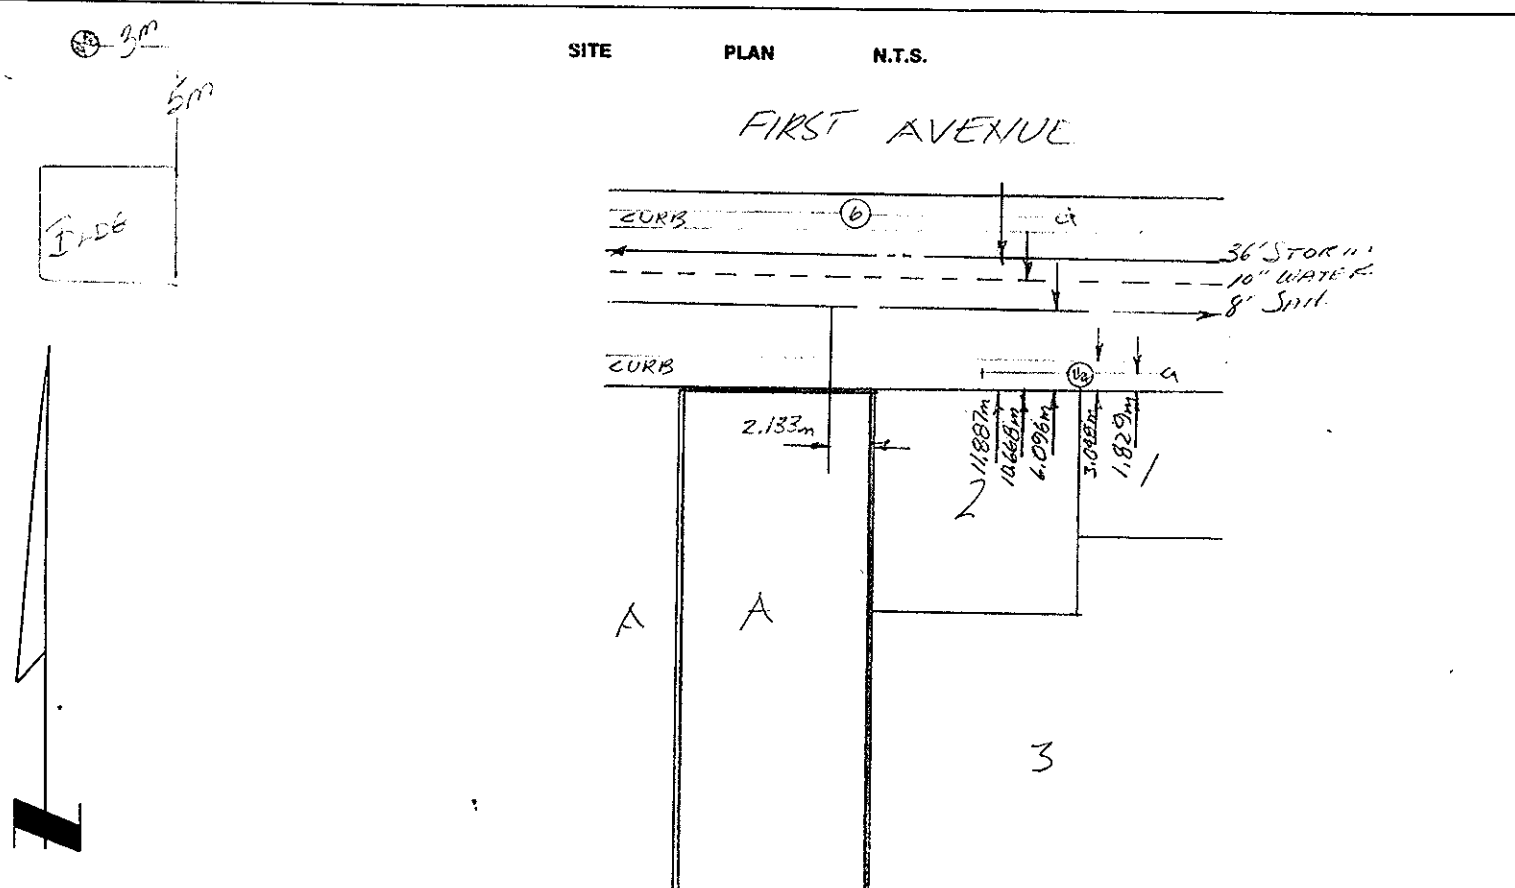 3m
SITE PLAN N.T.S.
5m
FIRST AVENUE
CURB 6 G
36" STORM
10" WATER
8" SAN.
CURB G
2.133m
11.887m
10.668m
6.096m
3.048m
1.829m
2 1
A A
3
N